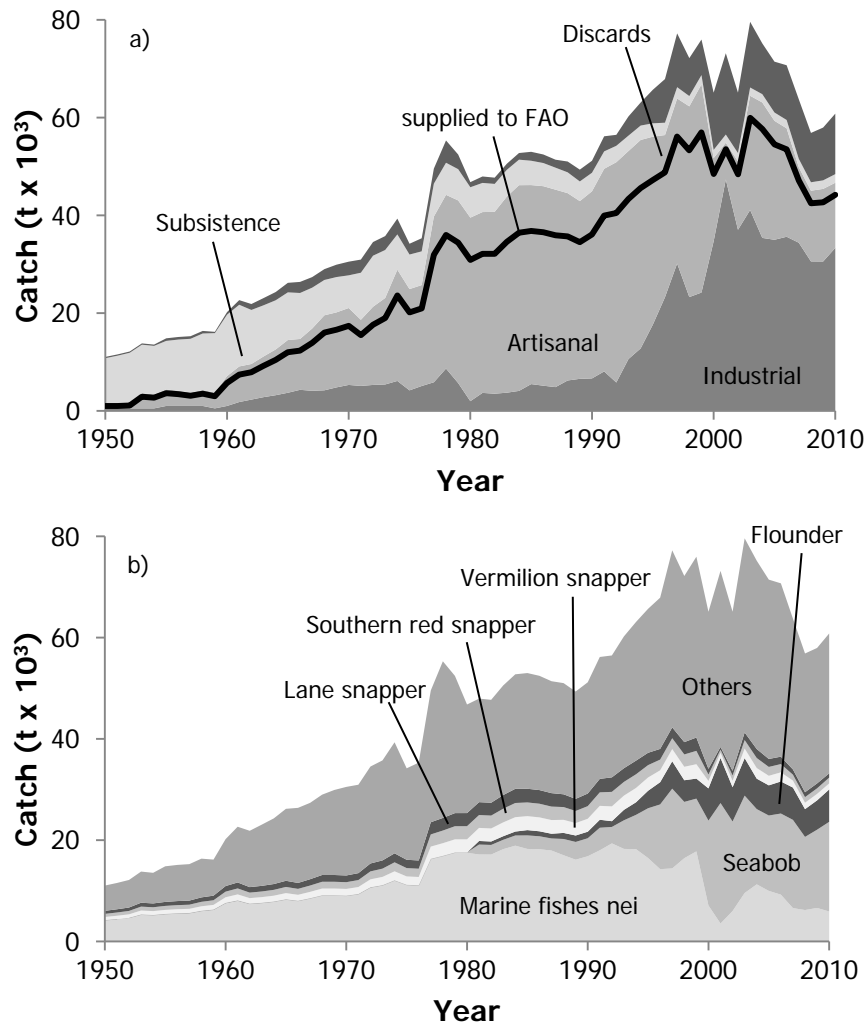 80
a)
Discards
60
supplied to FAO
40
Subsistence
20
Artisanal
Industrial
0
Catch (t x 10³)
1950 1960 1970 1980 1990 2000 2010
Year
80
b)
Flounder
Vermilion snapper
60
Southern red snapper
Lane snapper
Others
40
20
Seabob
Marine fishes nei
0
Catch (t x 10³)
1950 1960 1970 1980 1990 2000 2010
Year